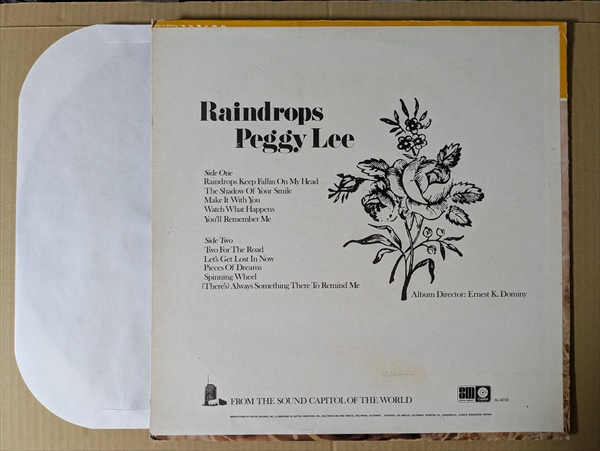 Raindrops
Peggy Lee
Side One
Raindrops Keep Fallin On My Head
The Shadow Of Your Smile
Make It With You
Watch What Happens
You'll Remember Me
Side Two
Two For The Road
Let's Get Lost In Now
Pieces Of Dreams
Spinning Wheel
(There's) Always Something There To Remind Me
Album Director: Ernest K. Dominy
FROM THE SOUND CAPITOL OF THE WORLD
sm
Capitol